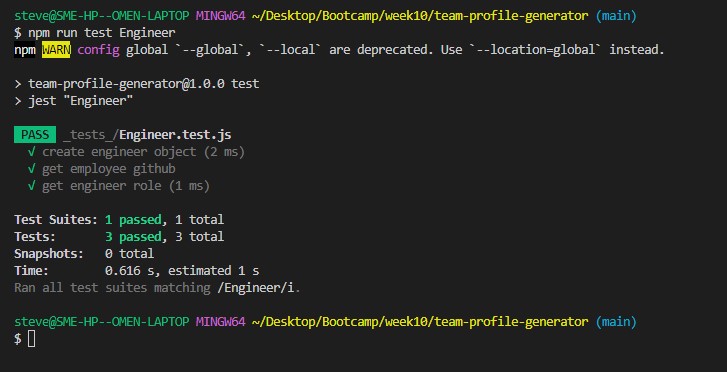 steve@SME-HP--OMEN-LAPTOP MINGW64 ~/Desktop/Bootcamp/week10/team-profile-generator (main)
$ npm run test Engineer
npm WARN config global `--global`, `--local` are deprecated. Use `--location=global` instead.
> team-profile-generator@1.0.0 test
> jest "Engineer"
PASS _tests_/Engineer.test.js
√ create engineer object (2 ms)
√ get employee github
√ get engineer role (1 ms)
Test Suites: 1 passed, 1 total
Tests: 3 passed, 3 total
Snapshots: 0 total
Time: 0.616 s, estimated 1 s
Ran all test suites matching /Engineer/i.
steve@SME-HP--OMEN-LAPTOP MINGW64 ~/Desktop/Bootcamp/week10/team-profile-generator (main)
$